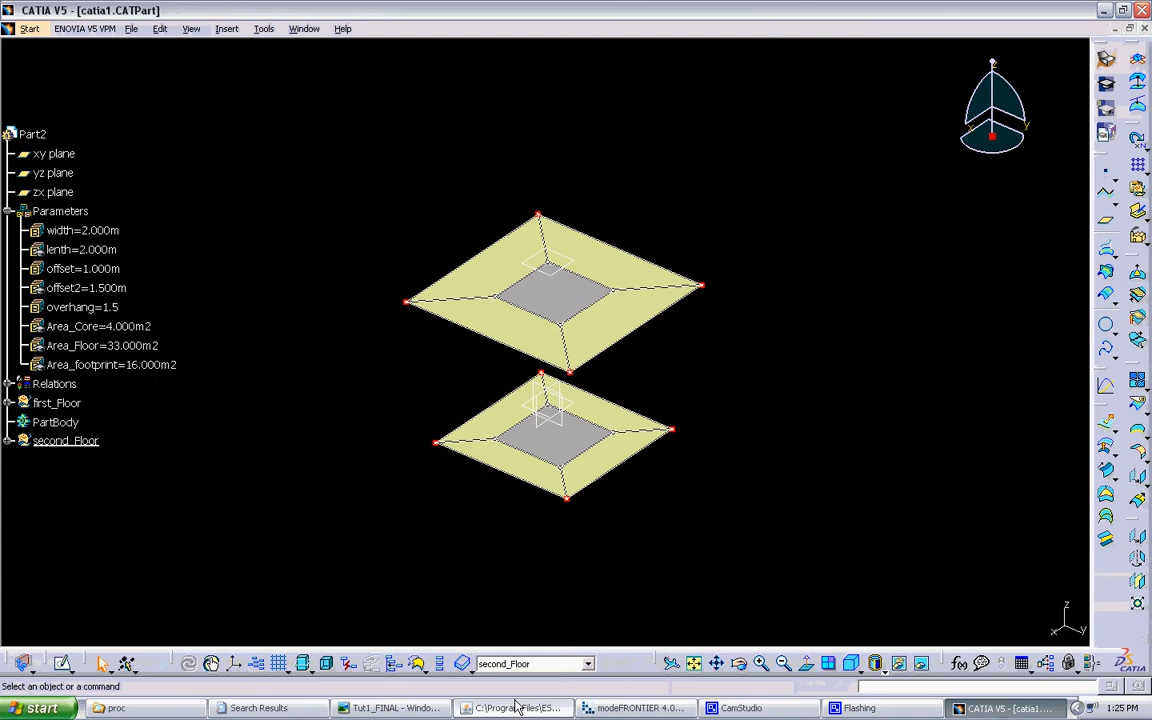 CATIA V5 - [catia1.CATPart]
Start ENOVIA V5 VPM File Edit View Insert Tools Window Help
Part2
xy plane
yz plane
zx plane
Parameters
width=2.000m
lenth=2.000m
offset=1.000m
offset2=1.500m
overhang=1.5
Area_Core=4.000m2
Area_Floor=33.000m2
Area_footprint=16.000m2
Relations
first_Floor
PartBody
second_Floor
z
x
y
z
x
y
second_Floor
Select an object or a command
start proc Search Results Tut1_FINAL - Windo... C:\Program Files\ES... modeFRONTIER 4.0... CamStudio Flashing CATIA V5 - [catia1.... 1:25 PM